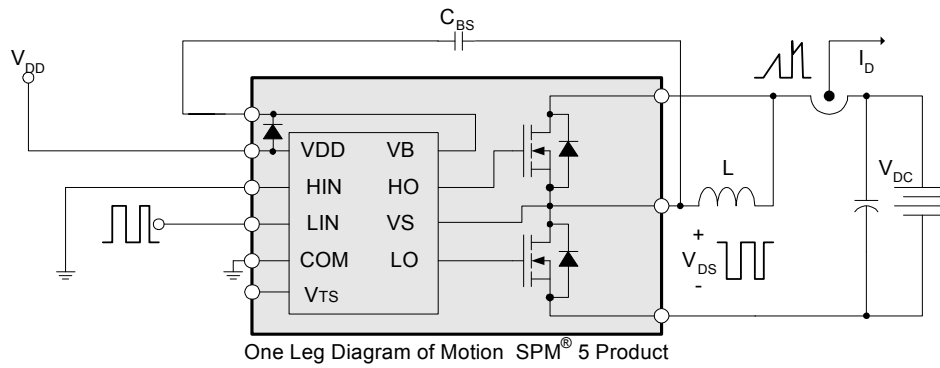 C_BS
V_DD
I_D
VDD VB
HIN HO
LIN VS
COM LO
V_TS
L
V_DC
+
V_DS
-
One Leg Diagram of Motion SPM® 5 Product